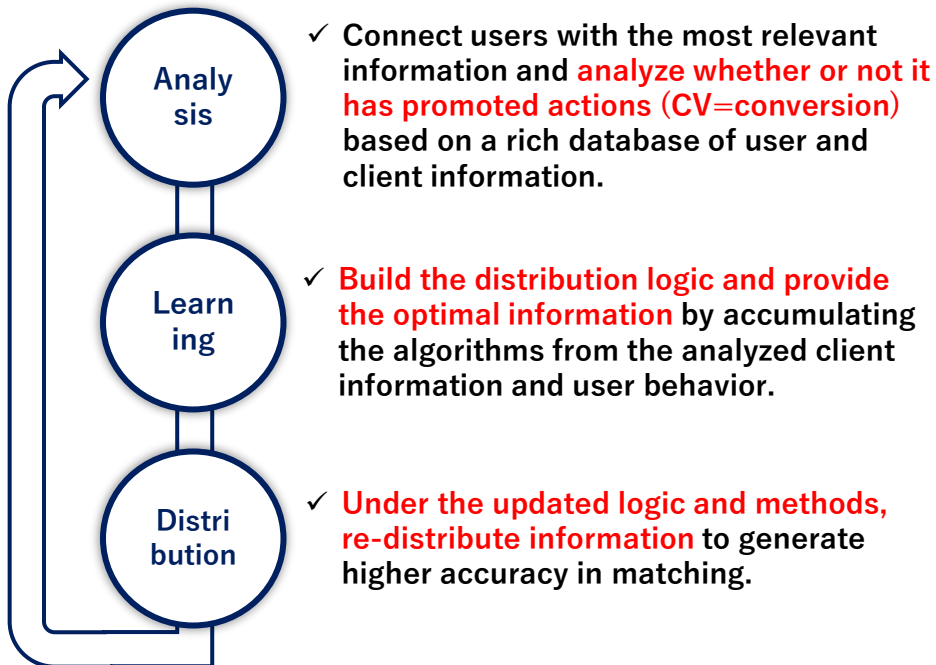 Analy
sis
✓ Connect users with the most relevant
information and analyze whether or not it
has promoted actions (CV=conversion)
based on a rich database of user and
client information.
Learn
ing
✓ Build the distribution logic and provide
the optimal information by accumulating
the algorithms from the analyzed client
information and user behavior.
Distri
bution
✓ Under the updated logic and methods,
re-distribute information to generate
higher accuracy in matching.